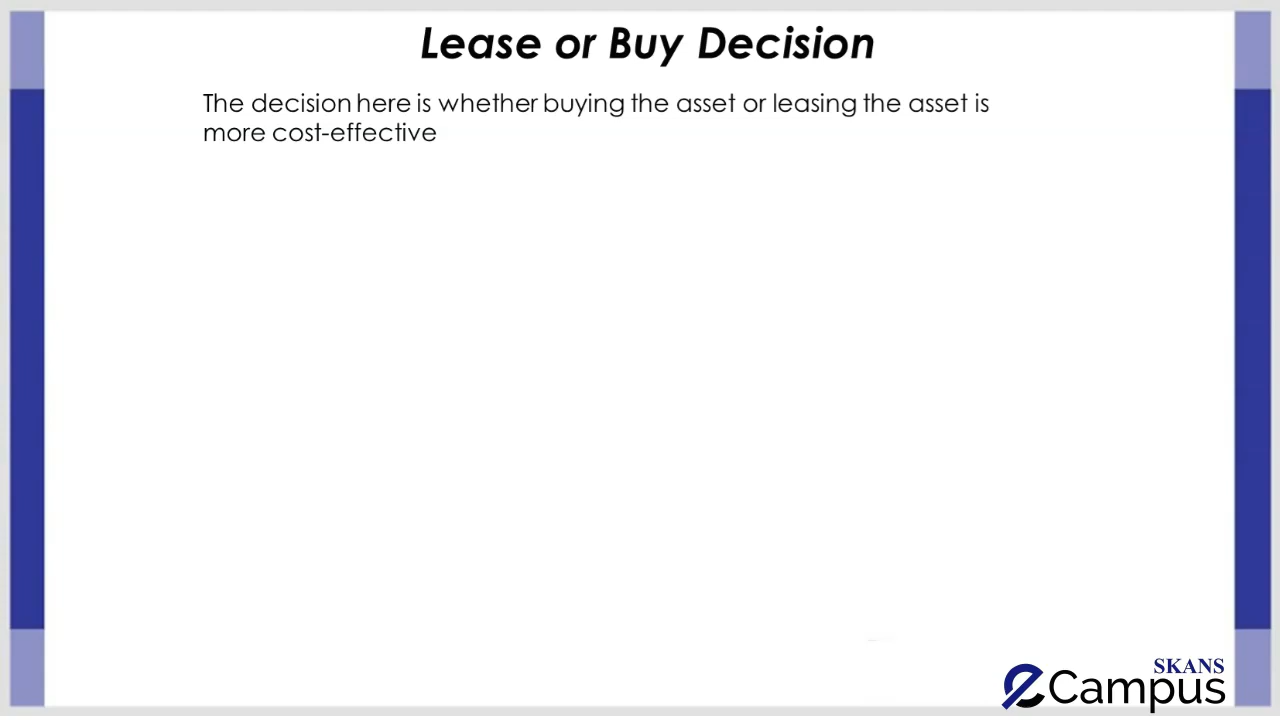 Lease or Buy Decision
The decision here is whether buying the asset or leasing the asset is
more cost-effective
SKANS
eCampus